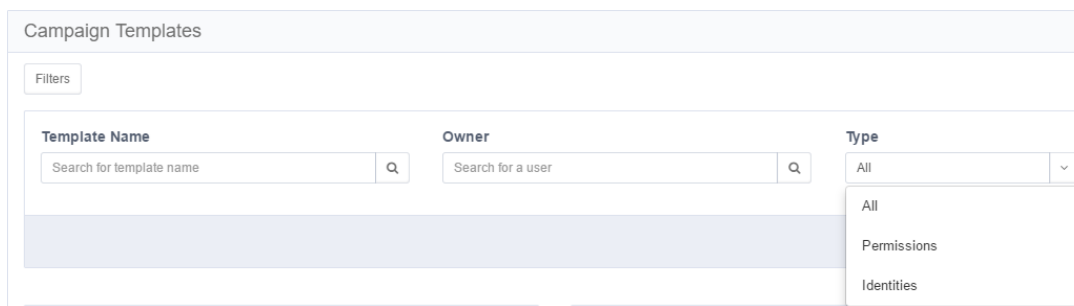 Campaign Templates
Filters
Template Name
Owner
Type
Search for template name
Search for a user
All
All
Permissions
Identities